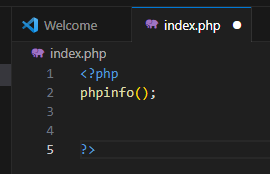 Welcome
index.php
index.php
1 <?php
2 phpinfo();
3
4
5 ?>